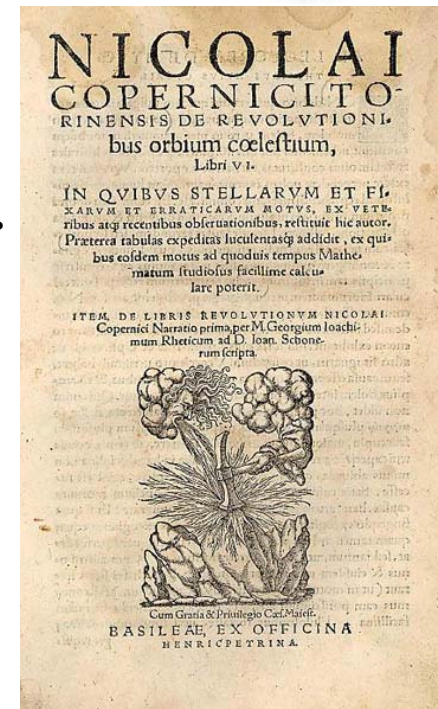 NICOLAI
COPERNICI TO-
RINENSIS DE REVOLVTIONI-
bus orbium cœlestium,
Libri VI.
IN QVIBVS STELLARVM ET FI-
XARVM ET ERRATICARVM MOTVS, EX VETE-
ribus atq; recentibus obseruationibus, restituit hic autor.
Præterea tabulas expeditas luculentasq; addidit, ex qui-
bus eosdem motus ad quoduis tempus Mathe-
matum studiosus facillime calcu-
lare poterit.
ITEM, DE LIBRIS REVOLVTIONVM NICOLAI
Copernici Narratio prima, per M. Georgium Ioachi-
mum Rheticum ad D. Ioan. Schone-
rum scripta.
Cum Gratia & Priuilegio Cæs. Maiest.
BASILEAE, EX OFFICINA
HENRICPETRINA.